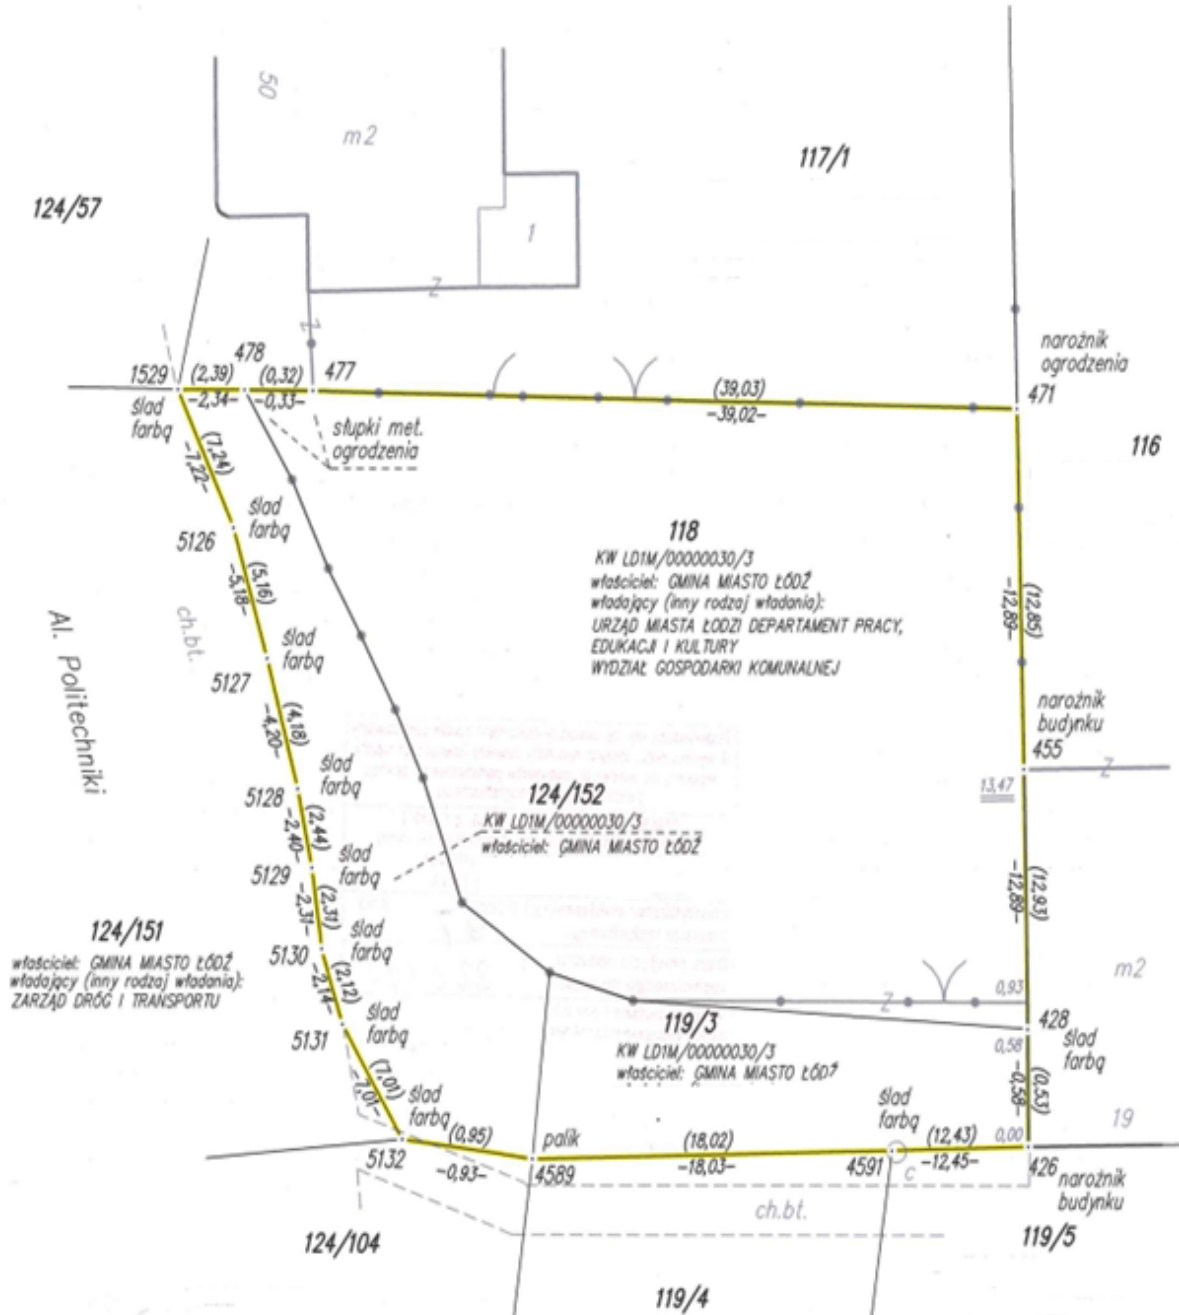 50
m2
117/1
124/57
1
Z
Z
narożnik
ogrodzenia
478
1529
(2,39)
(0,32)
477
-2,34-
-0,33-
(39,03)
-39,02-
471
ślad
farbą
słupki met.
ogrodzenia
116
(7,24)
-7,22-
ślad
farbą
5126
118
KW LD1M/00000030/3
właściciel: GMINA MIASTO ŁÓDŹ
władający (inny rodzaj władania):
URZĄD MIASTA ŁODZI DEPARTAMENT PRACY,
EDUKACJI I KULTURY
WYDZIAŁ GOSPODARKI KOMUNALNEJ
(5,16)
-5,18-
(12,85)
-12,89-
Al. Politechniki
ch.bt.
ślad
farbą
5127
narożnik
budynku
455
Z
13,47
(4,18)
-4,20-
ślad
farbą
5128
124/152
KW LD1M/00000030/3
właściciel: GMINA MIASTO ŁÓDŹ
(2,44)
-2,40-
ślad
farbą
5129
(12,93)
-12,89-
124/151
właściciel: GMINA MIASTO ŁÓDŹ
władający (inny rodzaj władania):
ZARZĄD DRÓG I TRANSPORTU
(2,31)
-2,31-
ślad
farbą
5130
m2
0,93
Z
(2,12)
-2,14-
ślad
farbą
5131
119/3
KW LD1M/00000030/3
właściciel: GMINA MIASTO ŁÓDŹ
428
ślad
farbą
0,58
(7,01)
-7,01-
ślad
farbą
ślad
farbą
(0,53)
-0,58-
19
(0,95)
-0,93-
palik
(18,02)
-18,03-
(12,43)
-12,45-
0,00
5132
4589
4591
c
426
narożnik
budynku
ch.bt.
124/104
119/5
119/4